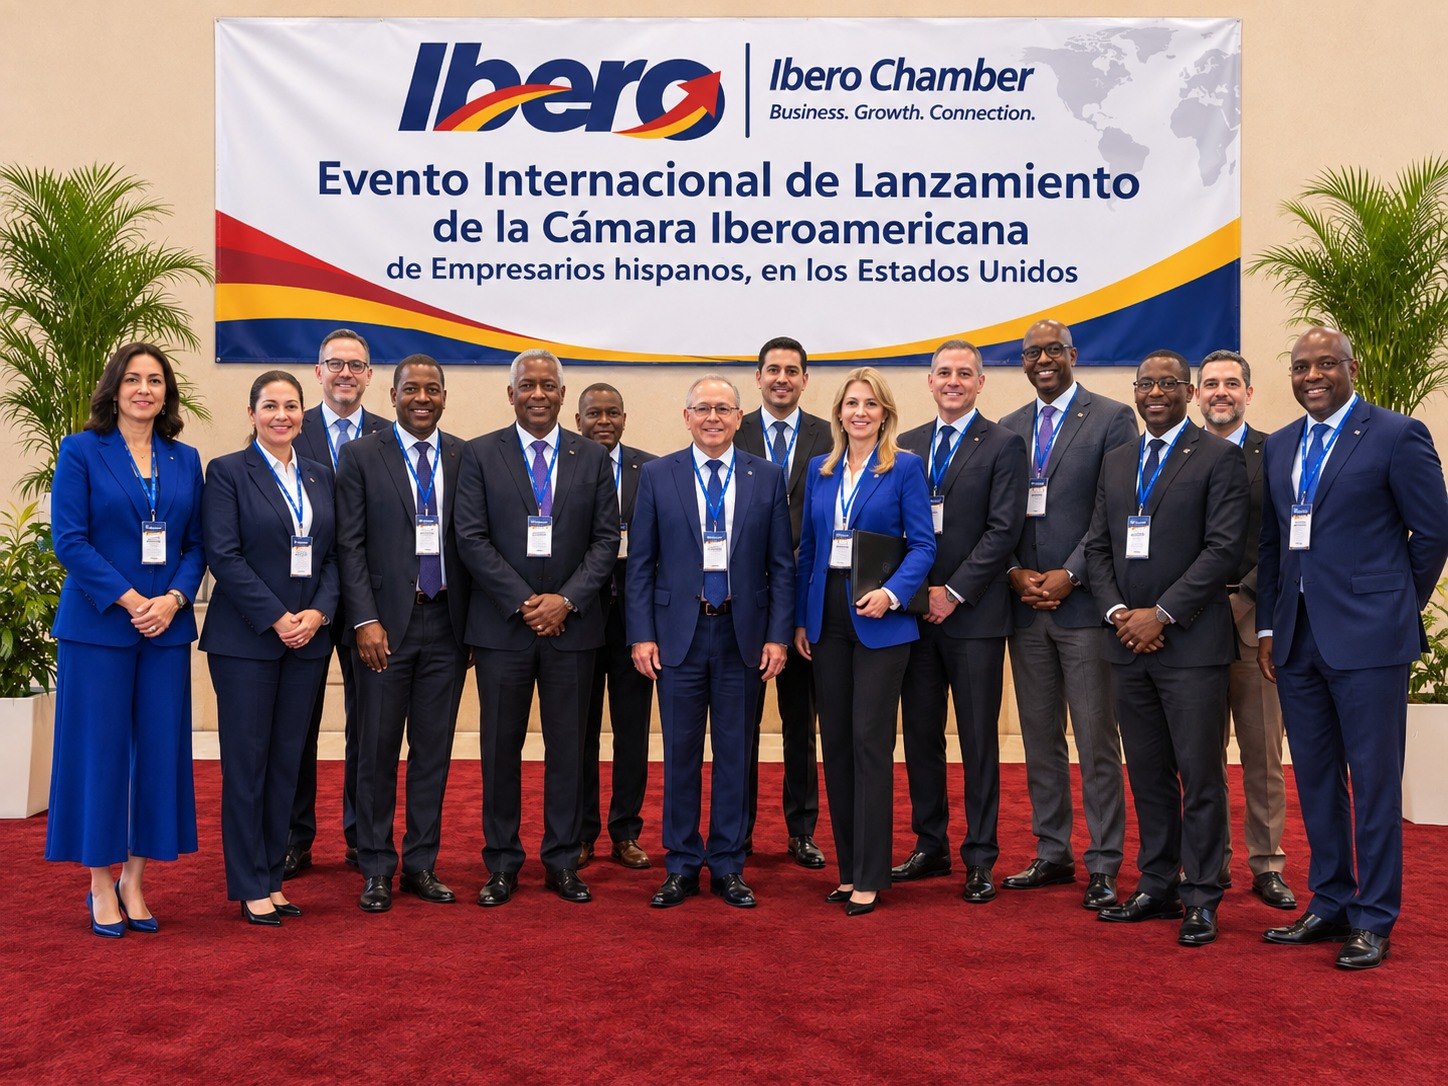 Ibero
Ibero Chamber
Business. Growth. Connection.
Evento Internacional de Lanzamiento
de la Cámara Iberoamericana
de Empresarios hispanos, en los Estados Unidos